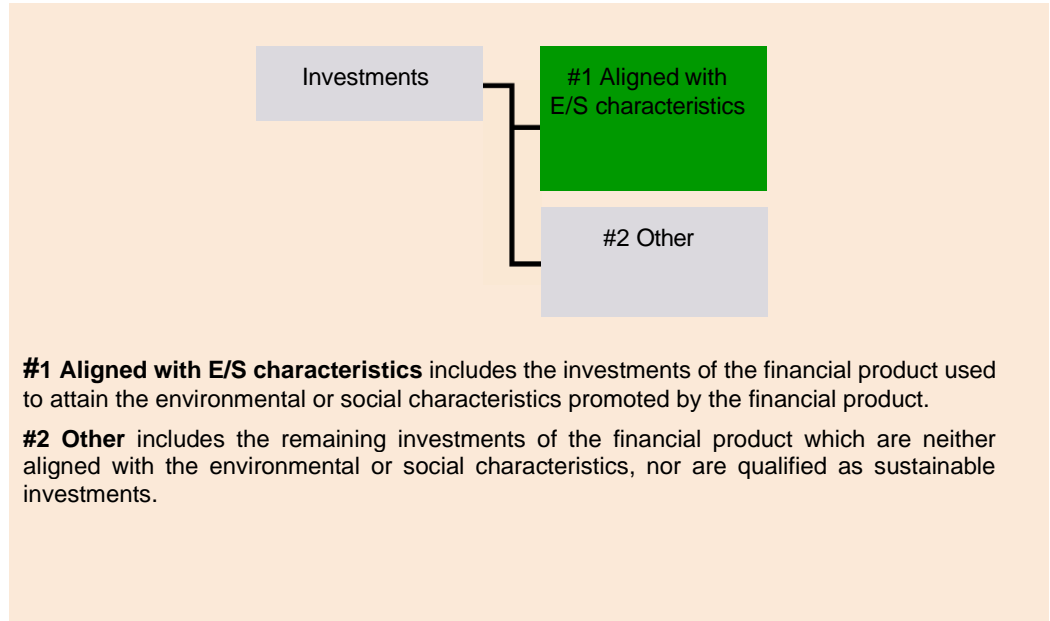 Investments
#1 Aligned with
E/S characteristics
#2 Other
#1 Aligned with E/S characteristics includes the investments of the financial product used
to attain the environmental or social characteristics promoted by the financial product.
#2 Other includes the remaining investments of the financial product which are neither
aligned with the environmental or social characteristics, nor are qualified as sustainable
investments.